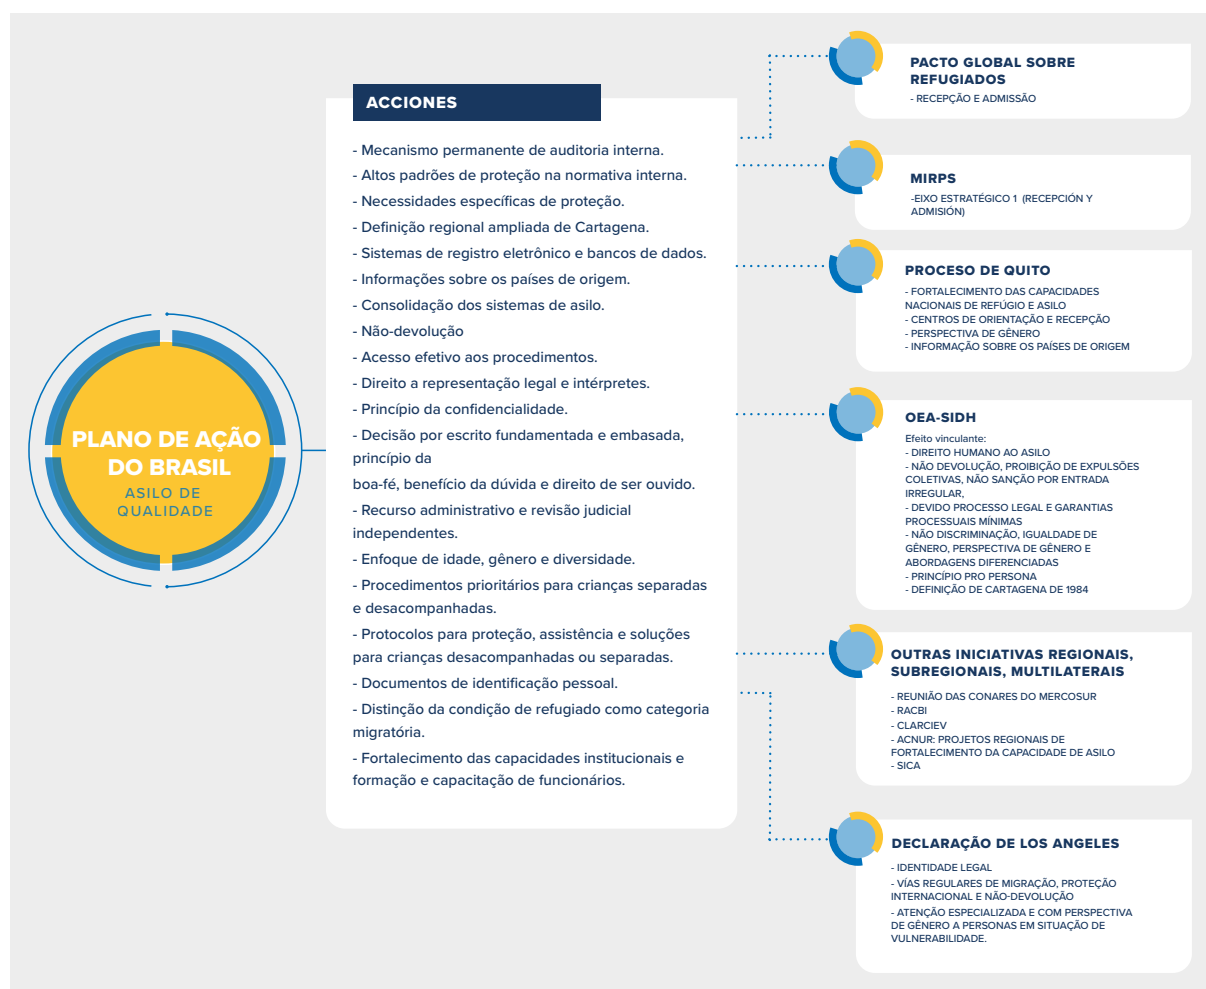 PLANO DE AÇÃO
DO BRASIL
ASILO DE
QUALIDADE
ACCIONES
- Mecanismo permanente de auditoria interna.
- Altos padrões de proteção na normativa interna.
- Necessidades específicas de proteção.
- Definição regional ampliada de Cartagena.
- Sistemas de registro eletrônico e bancos de dados.
- Informações sobre os países de origem.
- Consolidação dos sistemas de asilo.
- Não-devolução
- Acesso efetivo aos procedimentos.
- Direito a representação legal e intérpretes.
- Princípio da confidencialidade.
- Decisão por escrito fundamentada e embasada,
princípio da
boa-fé, benefício da dúvida e direito de ser ouvido.
- Recurso administrativo e revisão judicial
independentes.
- Enfoque de idade, gênero e diversidade.
- Procedimentos prioritários para crianças separadas
e desacompanhadas.
- Protocolos para proteção, assistência e soluções
para crianças desacompanhadas ou separadas.
- Documentos de identificação pessoal.
- Distinção da condição de refugiado como categoria
migratória.
- Fortalecimento das capacidades institucionais e
formação e capacitação de funcionários.
PACTO GLOBAL SOBRE
REFUGIADOS
- RECEPÇÃO E ADMISSÃO
MIRPS
-EIXO ESTRATÉGICO 1 (RECEPCIÓN Y
ADMISIÓN)
PROCESO DE QUITO
- FORTALECIMENTO DAS CAPACIDADES
NACIONAIS DE REFÚGIO E ASILO
- CENTROS DE ORIENTAÇÃO E RECEPÇÃO
- PERSPECTIVA DE GÊNERO
- INFORMAÇÃO SOBRE OS PAÍSES DE ORIGEM
OEA-SIDH
Efeito vinculante:
- DIREITO HUMANO AO ASILO
- NÃO DEVOLUÇÃO, PROIBIÇÃO DE EXPULSÕES
COLETIVAS, NÃO SANÇÃO POR ENTRADA
IRREGULAR,
- DEVIDO PROCESSO LEGAL E GARANTIAS
PROCESSUAIS MÍNIMAS
- NÃO DISCRIMINAÇÃO, IGUALDADE DE
GÊNERO, PERSPECTIVA DE GÊNERO E
ABORDAGENS DIFERENCIADAS
- PRINCÍPIO PRO PERSONA
- DEFINIÇÃO DE CARTAGENA DE 1984
OUTRAS INICIATIVAS REGIONAIS,
SUBREGIONAIS, MULTILATERAIS
- REUNIÃO DAS CONARES DO MERCOSUR
- RACBI
- CLARCIEV
- ACNUR: PROJETOS REGIONAIS DE
FORTALECIMENTO DA CAPACIDADE DE ASILO
- SICA
DECLARAÇÃO DE LOS ANGELES
- IDENTIDADE LEGAL
- VÍAS REGULARES DE MIGRAÇÃO, PROTEÇÃO
INTERNACIONAL E NÃO-DEVOLUÇÃO
- ATENÇÃO ESPECIALIZADA E COM PERSPECTIVA
DE GÊNERO A PERSONAS EM SITUAÇÃO DE
VULNERABILIDADE.